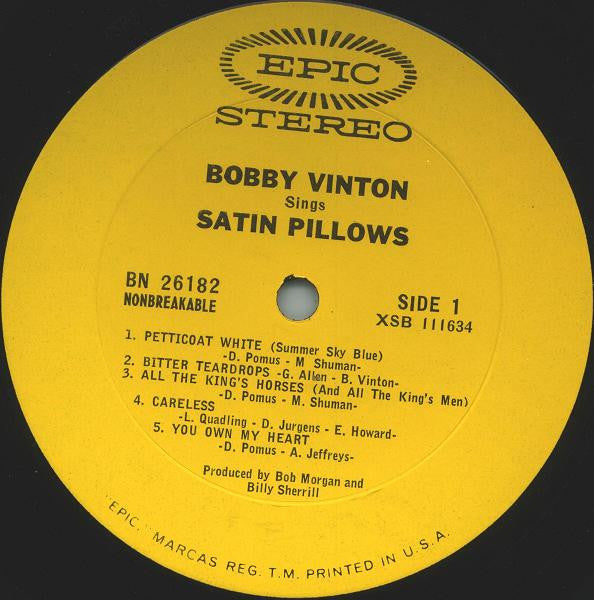 EPIC
STEREO
BOBBY VINTON
Sings
SATIN PILLOWS
BN 26182
NONBREAKABLE
SIDE 1
XSB 111634
1. PETTICOAT WHITE (Summer Sky Blue)
-D. Pomus - M Shuman-
2. BITTER TEARDROPS -G. Allen - B. Vinton-
3. ALL THE KING'S HORSES (And All The King's Men)
-D. Pomus - M. Shuman-
4. CARELESS
-L. Quadling - D. Jurgens - E. Howard-
5. YOU OWN MY HEART
-D. Pomus - A. Jeffreys-
Produced by Bob Morgan and
Billy Sherrill
"EPIC," MARCAS REG. T.M. PRINTED IN U.S.A.